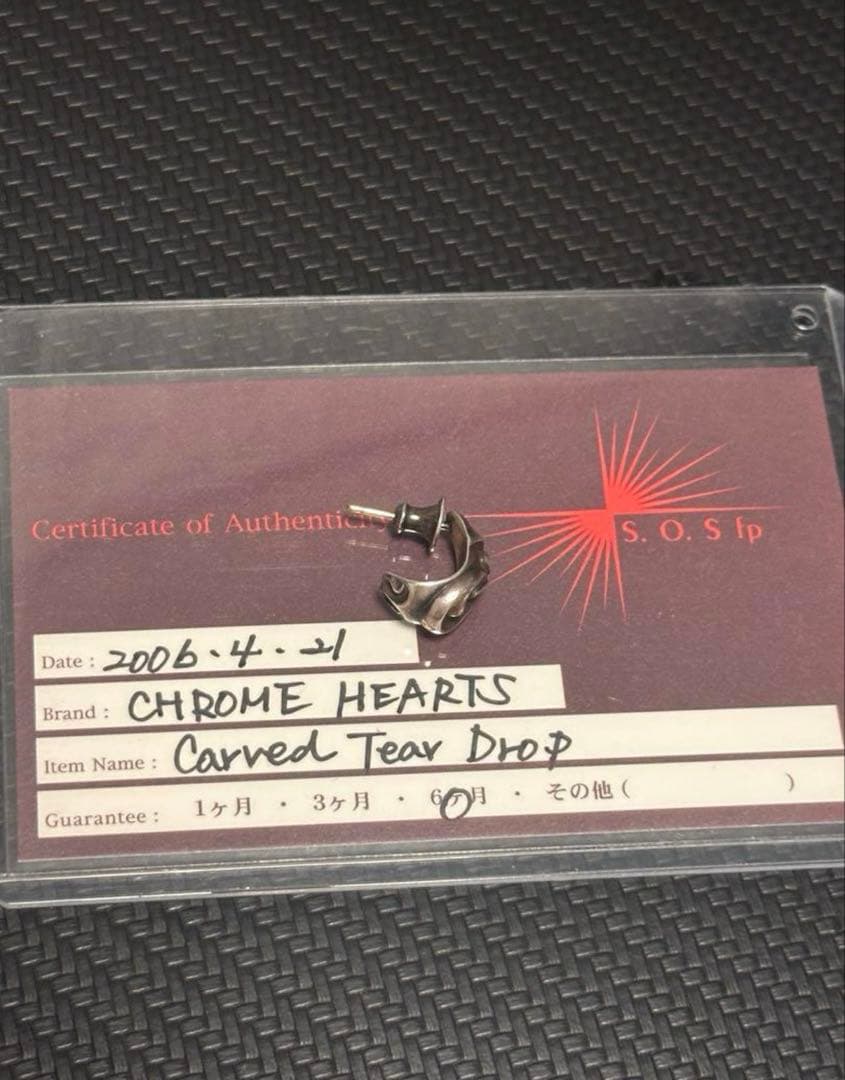 Certificate of Authenticity
S. O. S fp
Date : 2006・4・21
Brand : CHROME HEARTS
Item Name : Carved Tear Drop
Guarantee : 1ヶ月 ・ 3ヶ月 ・ 6ヶ月 ・ その他 ( )